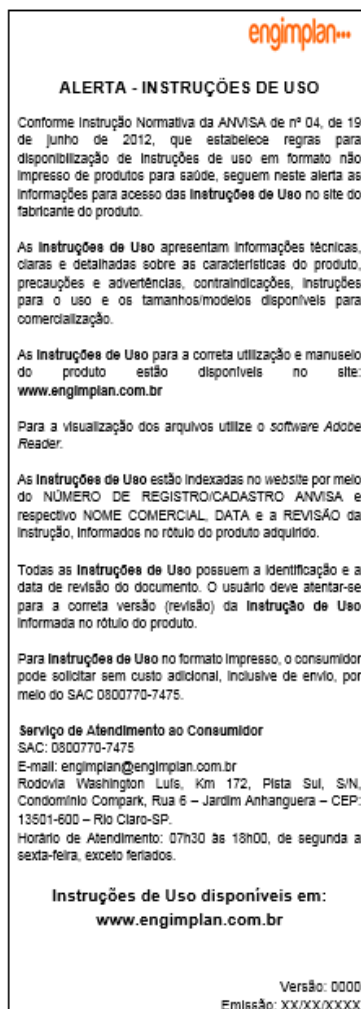 engimplan
ALERTA - INSTRUÇÕES DE USO
Conforme Instrução Normativa da ANVISA de nº 04, de 19
de junho de 2012, que estabelece regras para
disponibilização de instruções de uso em formato não
impresso de produtos para saúde, seguem neste alerta as
informações para acesso das Instruções de Uso no site do
fabricante do produto.
As Instruções de Uso apresentam informações técnicas,
claras e detalhadas sobre as características do produto,
precauções e advertências, contraindicações, instruções
para o uso e os tamanhos/modelos disponíveis para
comercialização.
As Instruções de Uso para a correta utilização e manuseio
do produto estão disponíveis no site:
www.engimplan.com.br
Para a visualização dos arquivos utilize o software Adobe
Reader.
As Instruções de Uso estão indexadas no website por meio
do NÚMERO DE REGISTRO/CADASTRO ANVISA e
respectivo NOME COMERCIAL, DATA e a REVISÃO da
instrução, informados no rótulo do produto adquirido.
Todas as Instruções de Uso possuem a identificação e a
data de revisão do documento. O usuário deve atentar-se
para a correta versão (revisão) da Instrução de Uso
informada no rótulo do produto.
Para Instruções de Uso no formato impresso, o consumidor
pode solicitar sem custo adicional, inclusive de envio, por
meio do SAC 0800770-7475.
Serviço de Atendimento ao Consumidor
SAC: 0800770-7475
E-mail: engimplan@engimplan.com.br
Rodovia Washington Luís, Km 172, Pista Sul, S/N,
Condomínio Compark, Rua 6 – Jardim Anhanguera – CEP:
13501-600 – Rio Claro-SP.
Horário de Atendimento: 07h30 às 18h00, de segunda a
sexta-feira, exceto feriados.
Instruções de Uso disponíveis em:
www.engimplan.com.br
Versão: 0000
Emissão: XX/XX/XXXX